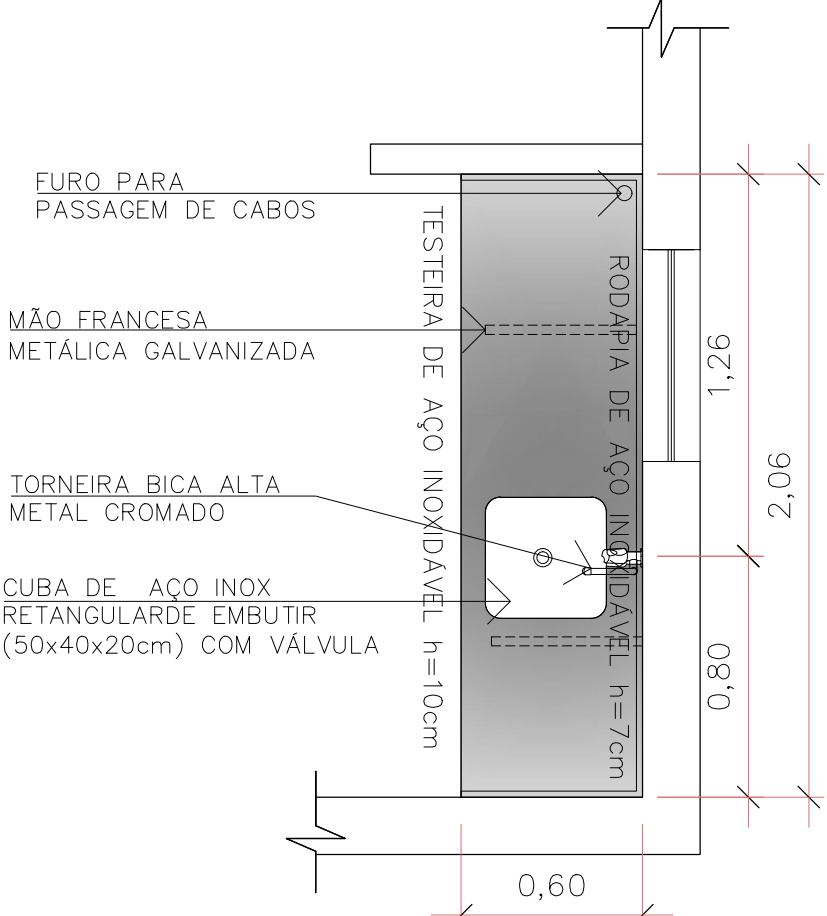 FURO PARA
PASSAGEM DE CABOS
MÃO FRANCESA
METÁLICA GALVANIZADA
TORNEIRA BICA ALTA
METAL CROMADO
CUBA DE AÇO INOX
RETANGULARDE EMBUTIR
(50x40x20cm) COM VÁLVULA
TESTEIRA DE AÇO INOXIDÁVEL h=10cm
RODAPIA DE AÇO INOXIDÁVEL h=7cm
1,26
2,06
0,80
0,60